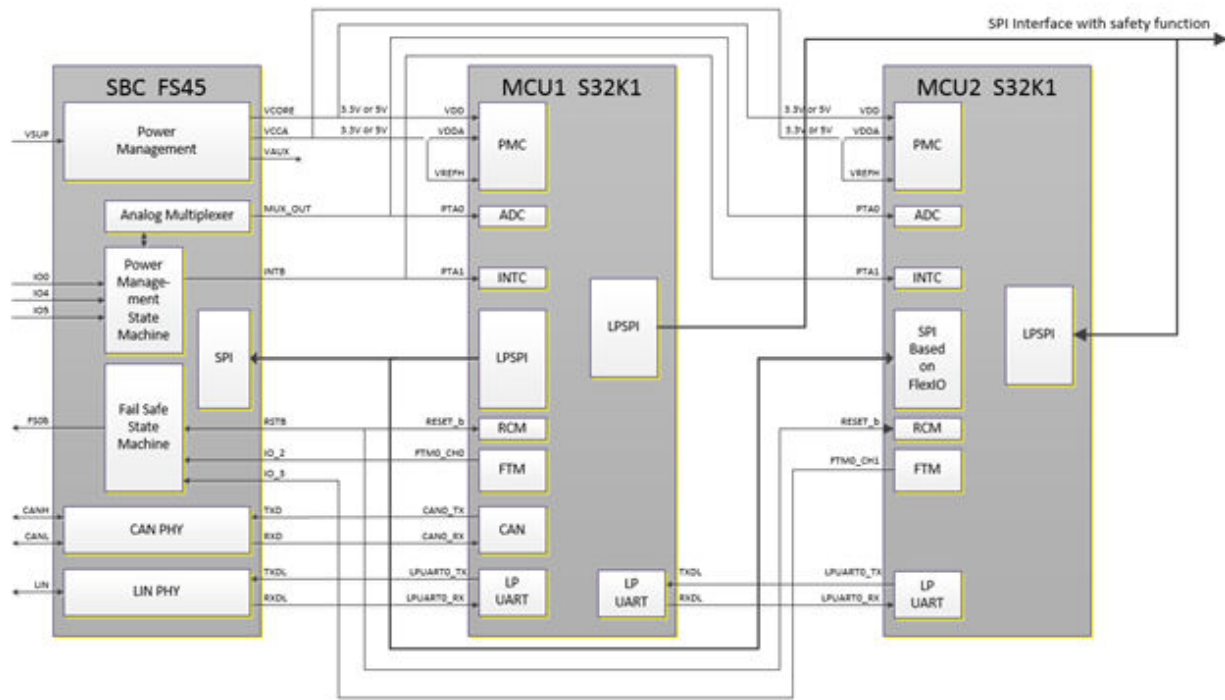 SPI Interface with safety function
SBC FS45
MCU1 S32K1
MCU2 S32K1
VSUP
Power
Management
VCORE
3.3V or 5V
VDD
VCCA
3.3V or 5V
VDDA
VAUX
VREFH
PMC
3.3V or 5V
VDD
3.3V or 5V
VDDA
VREFH
PMC
Analog Multiplexer
MUX_OUT
PTA0
ADC
PTA0
ADC
IO0
IO4
IO5
Power
Manage-
ment
State
Machine
INTB
PTA1
INTC
PTA1
INTC
SPI
LPSPI
LPSPI
SPI
Based
on
FlexIO
LPSPI
FS0b
Fail Safe
State
Machine
RSTB
RESET_b
RCM
RESET_b
RCM
IO_2
FTM0_CH0
FTM
FTM0_CH1
FTM
IO_3
CANH
CANL
CAN PHY
TXD
CAN0_TX
RXD
CAN0_RX
CAN
LIN
LIN PHY
TXDL
LPUART0_TX
RXDL
LPUART0_RX
LP
UART
LP
UART
TXDL
LPUART0_TX
RXDL
LPUART0_RX
LP
UART